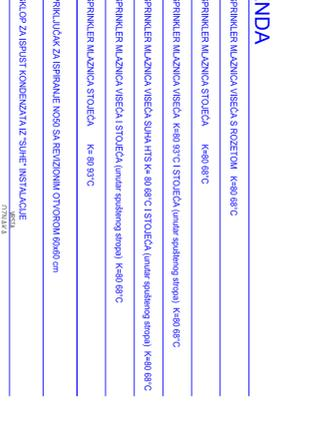 NDA
SPRINKLER MLAZNICA VISEĆA S ROZETOM K=80 68°C
SPRINKLER MLAZNICA STOJEĆA K=80 68°C
SPRINKLER MLAZNICA VISEĆA K=80 93°C I STOJEĆA (unutar spuštenog stropa) K=80 68°C
SPRINKLER MLAZNICA VISEĆA SUHA HTS K= 80 68°C I STOJEĆA (unutar spuštenog stropa) K=80 68°C
SPRINKLER MLAZNICA VISEĆA I STOJEĆA (unutar spuštenog stropa) K=80 68°C
SPRINKLER MLAZNICA STOJEĆA K= 80 93°C
PRIKLJUČAK ZA ISPIRANJE NO50 SA REVIZIONIM OTVOROM 60x60 cm
KLOP ZA ISPUST KONDENZATA IZ "SUHE" INSTALACIJE